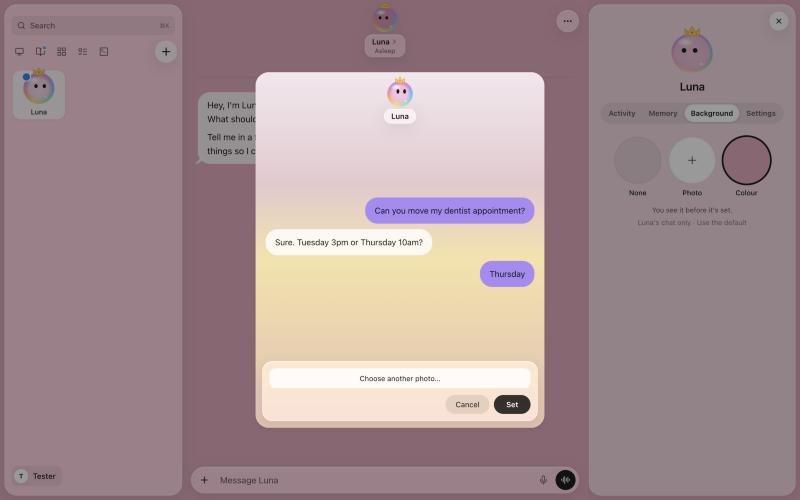 Search
⌘K
Luna
T Tester
Luna
Asleep
Hey, I'm Lun
What shoul
Tell me in a
things so I c
Message Luna
Luna
Can you move my dentist appointment?
Sure. Tuesday 3pm or Thursday 10am?
Thursday
Choose another photo...
Cancel
Set
Luna
Activity Memory Background Settings
None Photo Colour
You see it before it's set.
Luna's chat only · Use the default